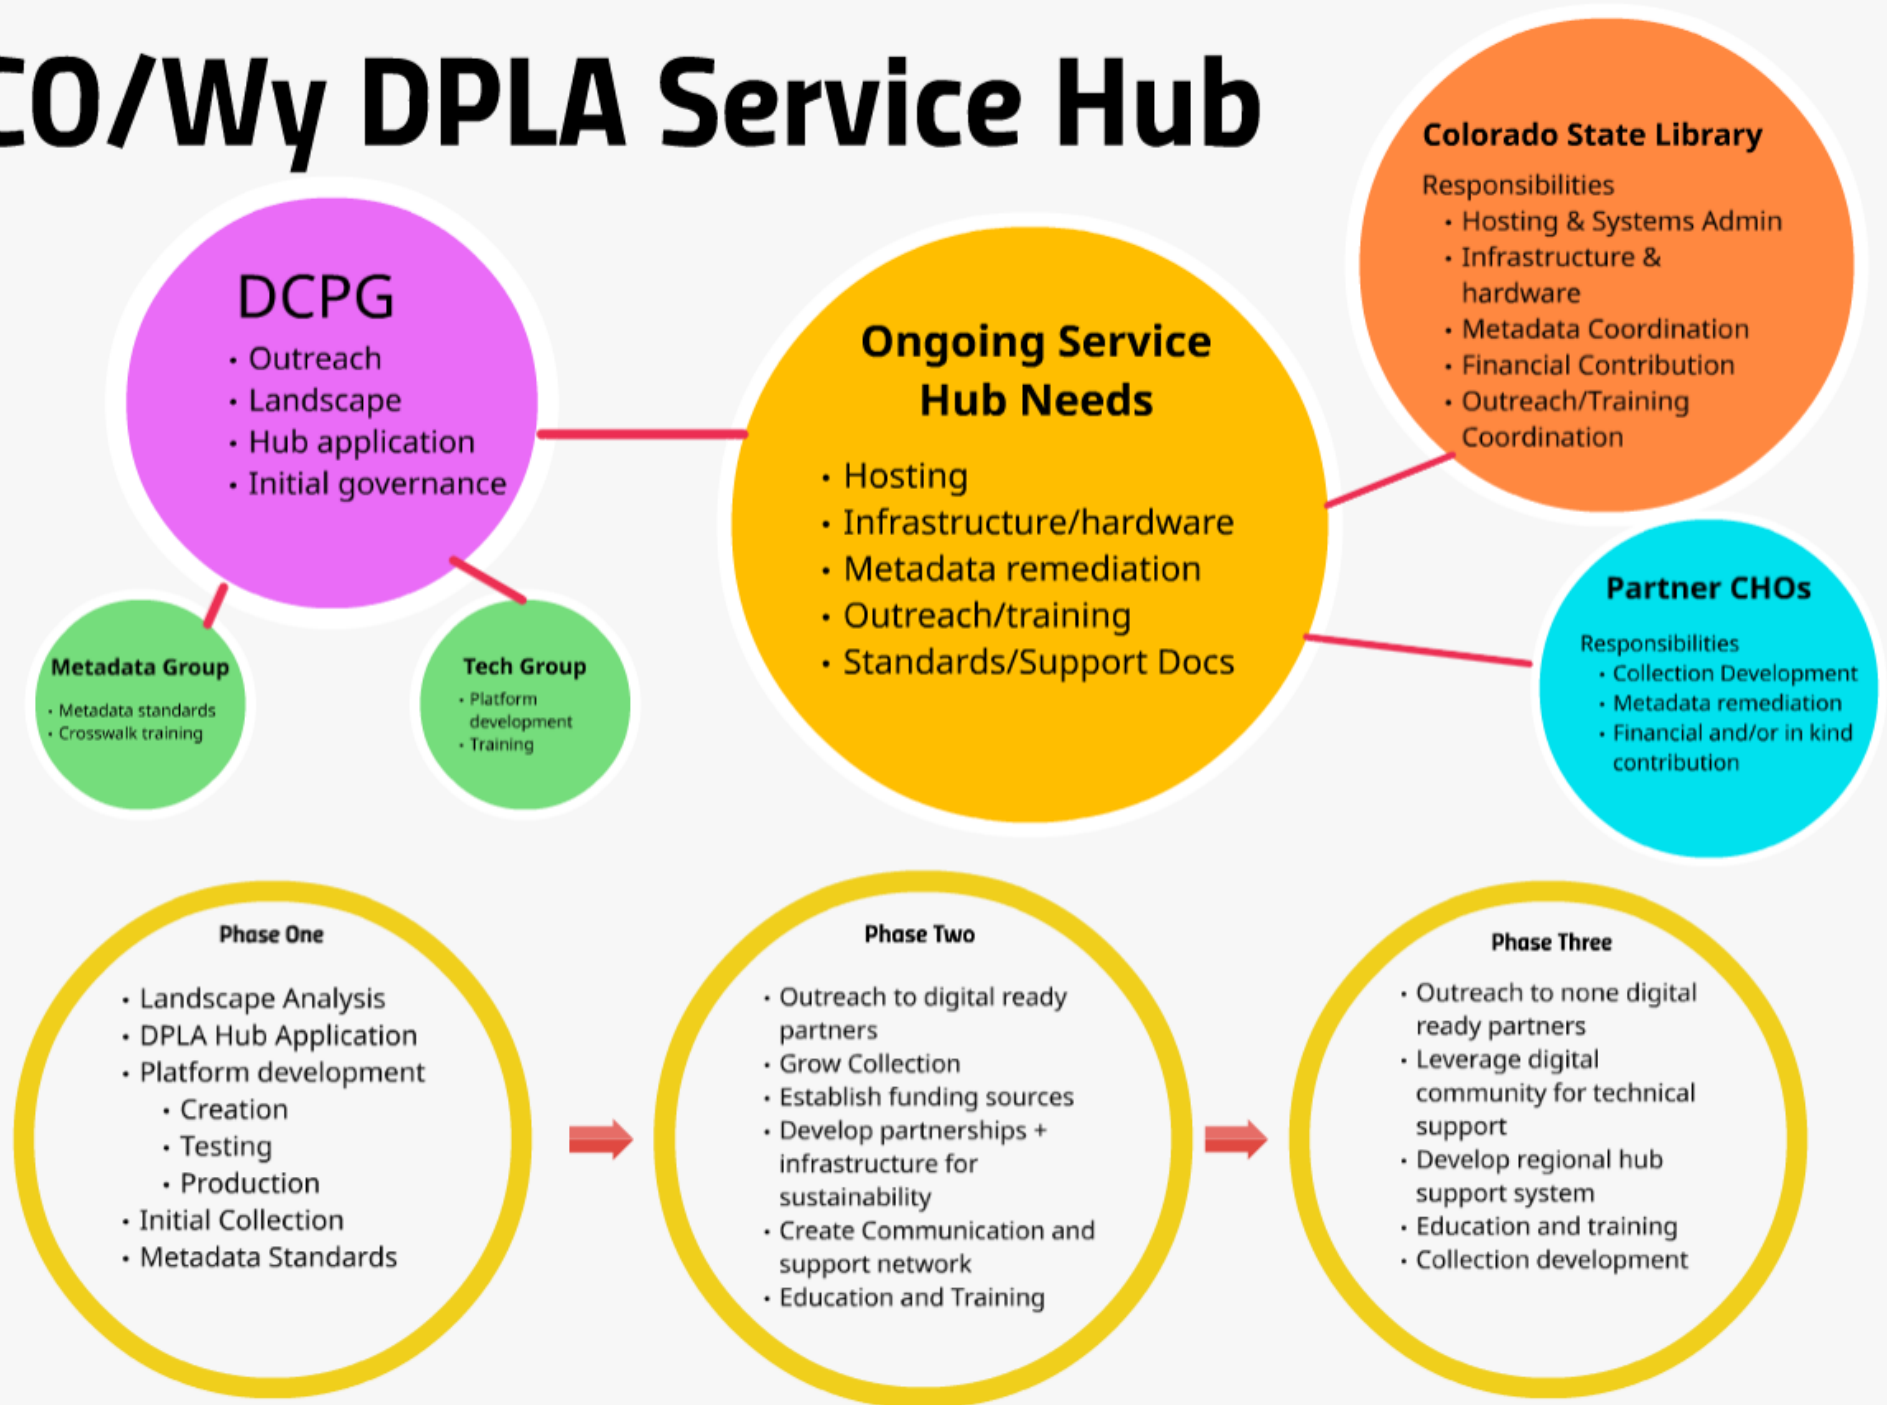 CO/Wy DPLA Service Hub
DCPG
• Outreach
• Landscape
• Hub application
• Initial governance
Metadata Group
• Metadata standards
• Crosswalk training
Tech Group
• Platform
development
• Training
Ongoing Service
Hub Needs
• Hosting
• Infrastructure/hardware
• Metadata remediation
• Outreach/training
• Standards/Support Docs
Colorado State Library
Responsibilities
• Hosting & Systems Admin
• Infrastructure &
hardware
• Metadata Coordination
• Financial Contribution
• Outreach/Training
Coordination
Partner CHOs
Responsibilities
• Collection Development
• Metadata remediation
• Financial and/or in kind
contribution
Phase One
• Landscape Analysis
• DPLA Hub Application
• Platform development
• Creation
• Testing
• Production
• Initial Collection
• Metadata Standards
Phase Two
• Outreach to digital ready
partners
• Grow Collection
• Establish funding sources
• Develop partnerships +
infrastructure for
sustainability
• Create Communication and
support network
• Education and Training
Phase Three
• Outreach to none digital
ready partners
• Leverage digital
community for technical
support
• Develop regional hub
support system
• Education and training
• Collection development